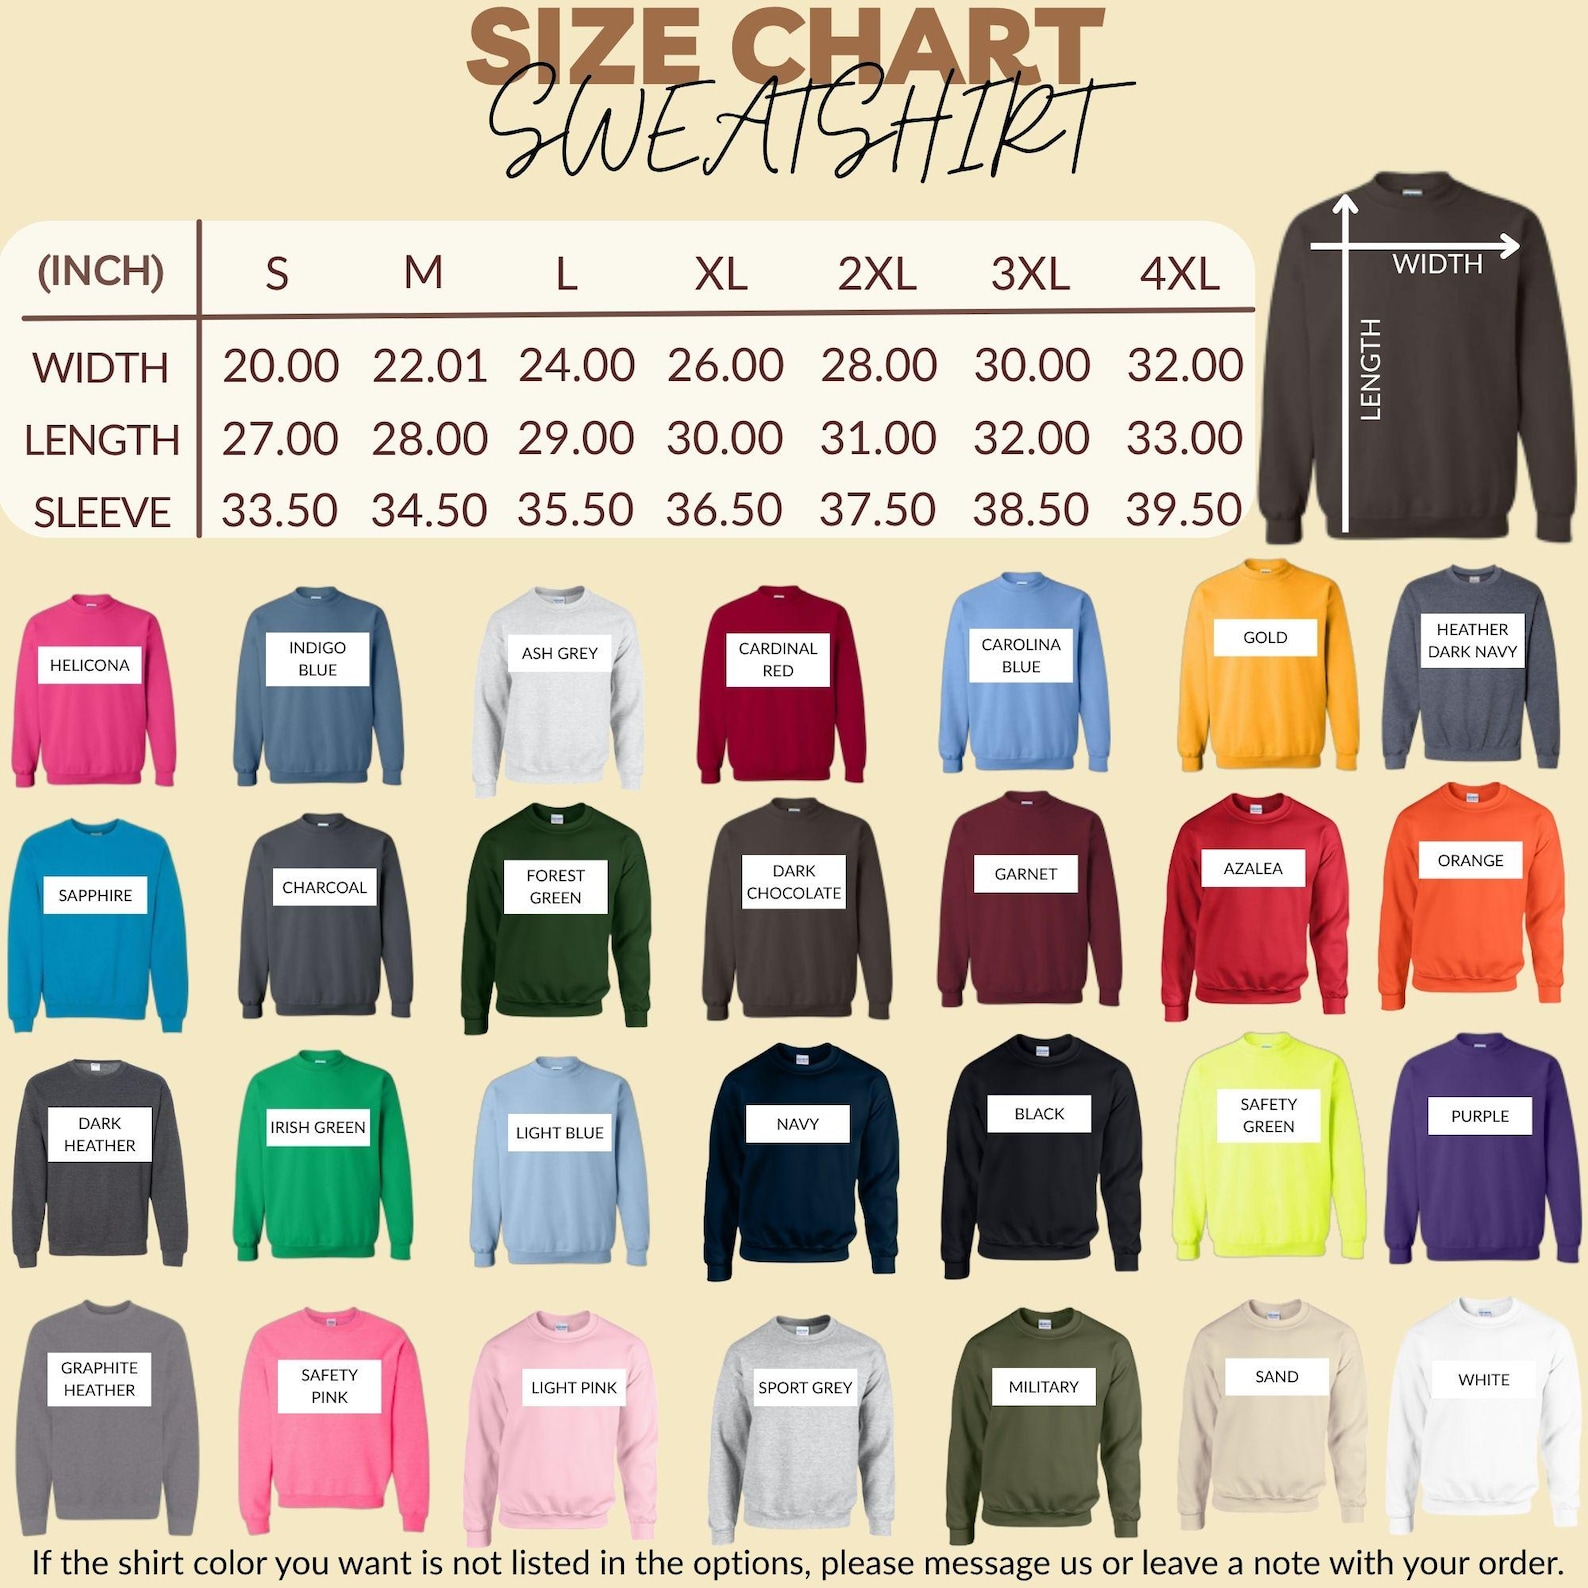 SIZE CHART
SWEATSHIRT
(INCH) S M L XL 2XL 3XL 4XL
WIDTH 20.00 22.01 24.00 26.00 28.00 30.00 32.00
LENGTH 27.00 28.00 29.00 30.00 31.00 32.00 33.00
SLEEVE 33.50 34.50 35.50 36.50 37.50 38.50 39.50
WIDTH
LENGTH
HELICONA
INDIGO
BLUE
ASH GREY
CARDINAL
RED
CAROLINA
BLUE
GOLD
HEATHER
DARK NAVY
SAPPHIRE
CHARCOAL
FOREST
GREEN
DARK
CHOCOLATE
GARNET
AZALEA
ORANGE
DARK
HEATHER
IRISH GREEN
LIGHT BLUE
NAVY
BLACK
SAFETY
GREEN
PURPLE
GRAPHITE
HEATHER
SAFETY
PINK
LIGHT PINK
SPORT GREY
MILITARY
SAND
WHITE
If the shirt color you want is not listed in the options, please message us or leave a note with your order.